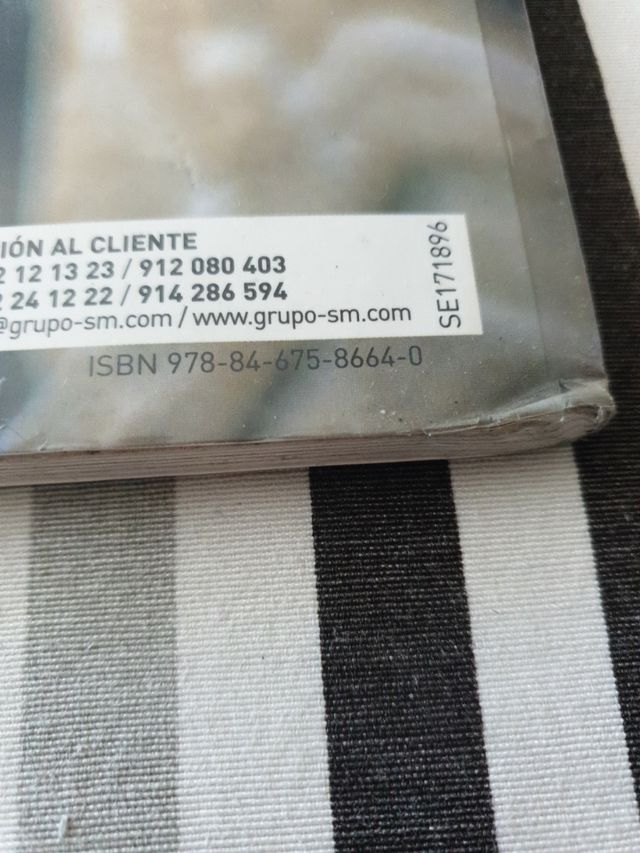 IÓN AL CLIENTE
2 12 13 23 / 912 080 403
24 12 22 / 914 286 594
@grupo-sm.com / www.grupo-sm.com
SE171896
ISBN 978-84-675-8664-0